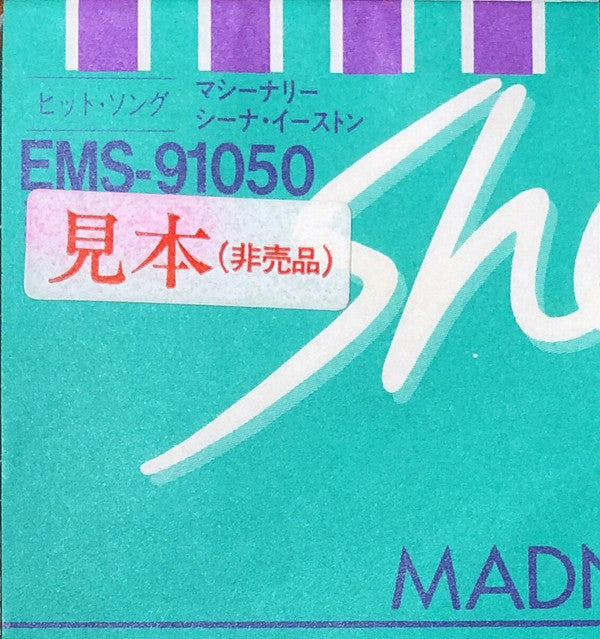 ヒット・ソング
マシーナリー
シーナ・イーストン
EMS-91050
見本(非売品)
She
MADN